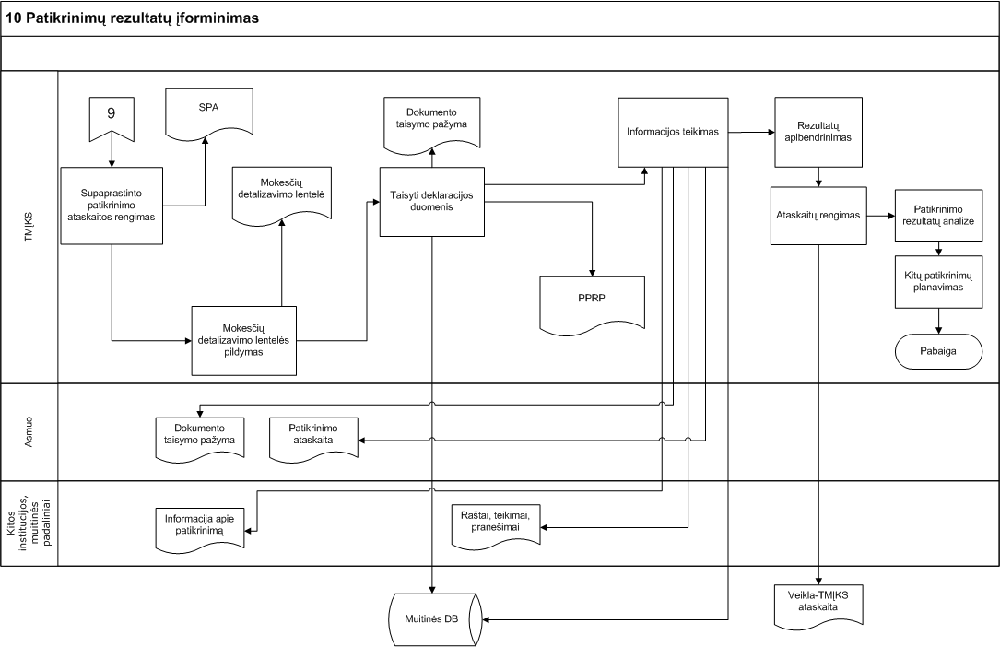 10 Patikrinimų rezultatų įforminimas
TMĮKS
9
SPA
Supaprastinto
patikrinimo
ataskaitos rengimas
Mokesčių
detalizavimo lentelė
Mokesčių
detalizavimo lentelės
pildymas
Dokumento
taisymo pažyma
Taisyti deklaracijos
duomenis
PPRP
Informacijos teikimas
Rezultatų
apibendrinimas
Ataskaitų rengimas
Patikrinimo
rezultatų analizė
Kitų patikrinimų
planavimas
Pabaiga
Asmuo
Dokumento
taisymo pažyma
Patikrinimo
ataskaita
Kitos
institucijos,
muitinės
padaliniai
Informacija apie
patikrinimą
Raštai, teikimai,
pranešimai
Muitinės DB
Veikla-TMĮKS
ataskaita